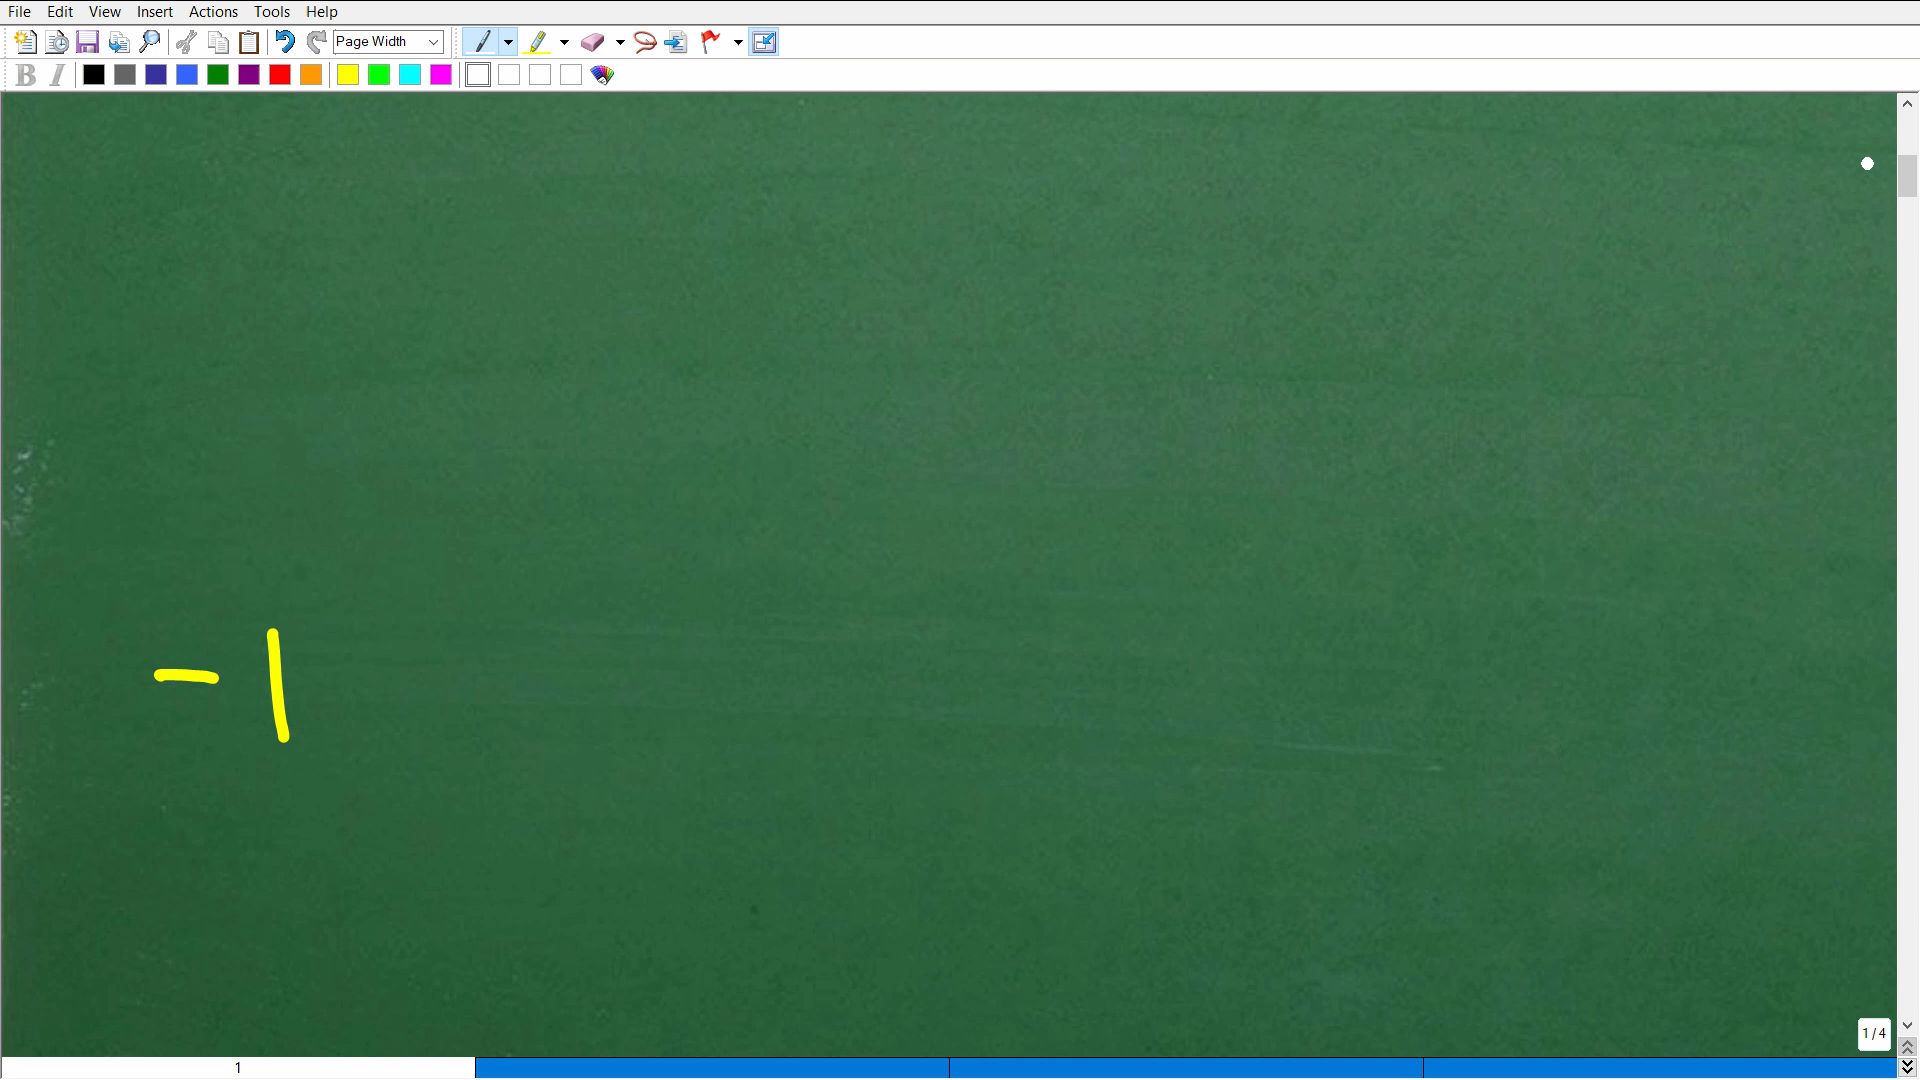 File Edit View Insert Actions Tools Help
Page Width
B I
- 1
1 / 4
1